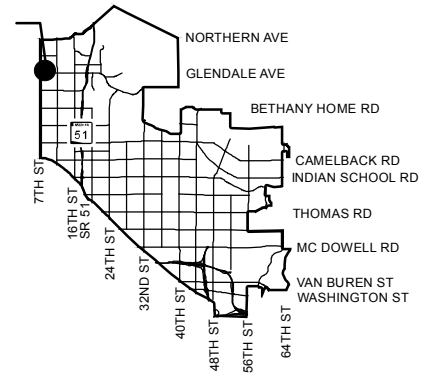 NORTHERN AVE
GLENDALE AVE
BETHANY HOME RD
51
CAMELBACK RD
INDIAN SCHOOL RD
THOMAS RD
MC DOWELL RD
VAN BUREN ST
WASHINGTON ST
7TH ST
16TH ST
SR 51
24TH ST
32ND ST
40TH ST
48TH ST
56TH ST
64TH ST